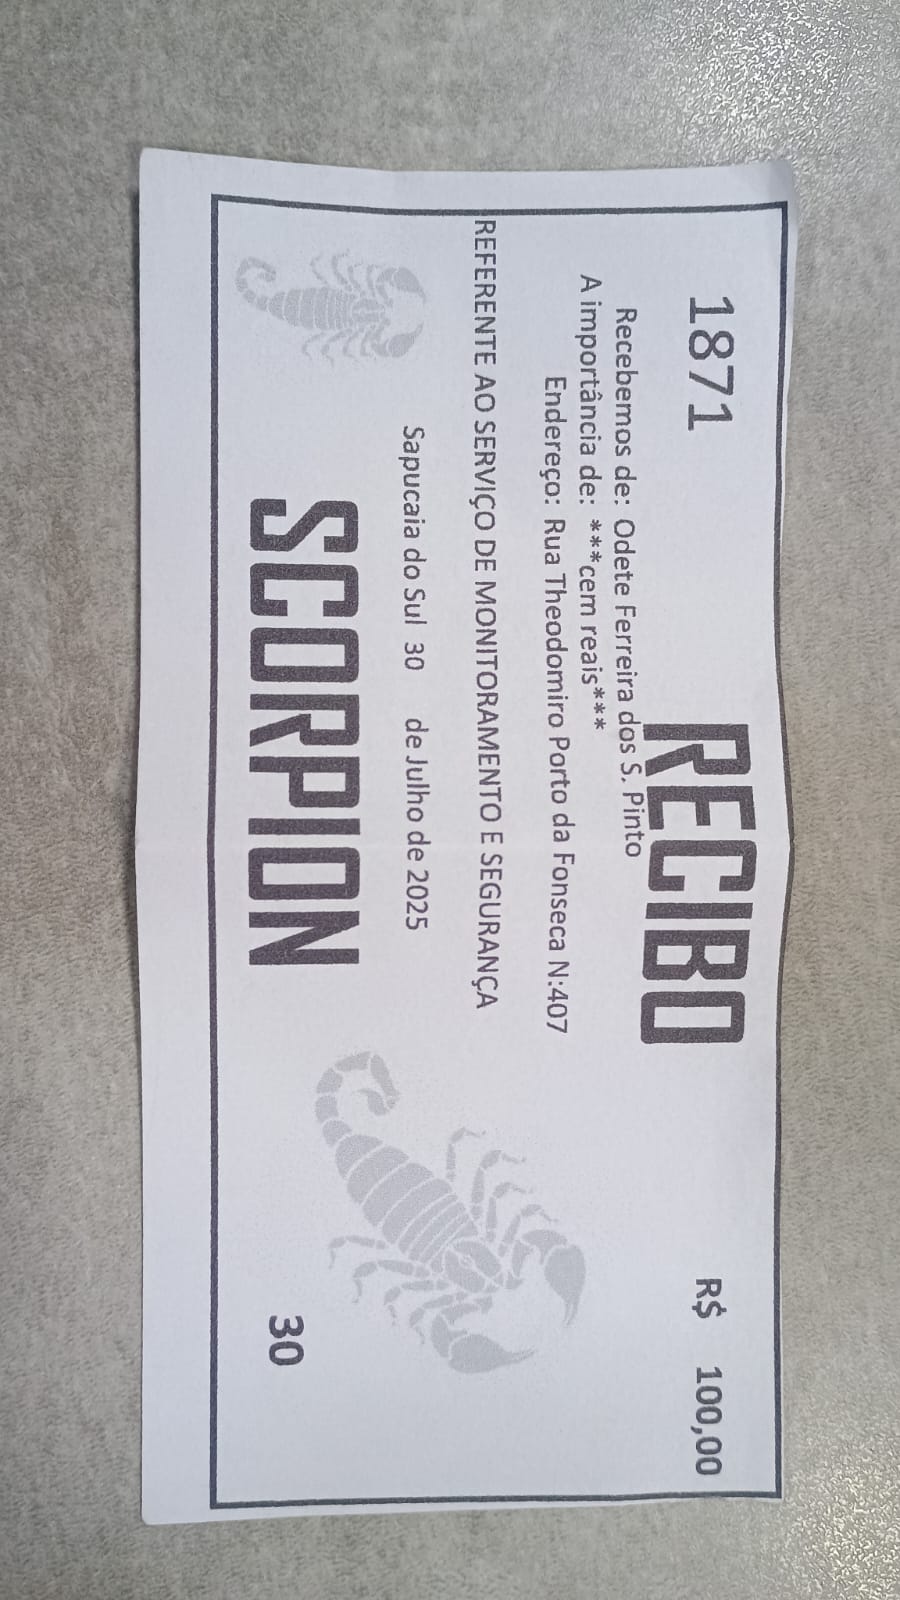 1871
RECIBO
R$ 100,00
Recebemos de: Odete Ferreira dos S. Pinto
A importância de: ***cem reais***
Endereço: Rua Theodomiro Porto da Fonseca N:407
REFERENTE AO SERVIÇO DE MONITORAMENTO E SEGURANÇA
Sapucaia do Sul 30 de Julho de 2025
SCORPION
30